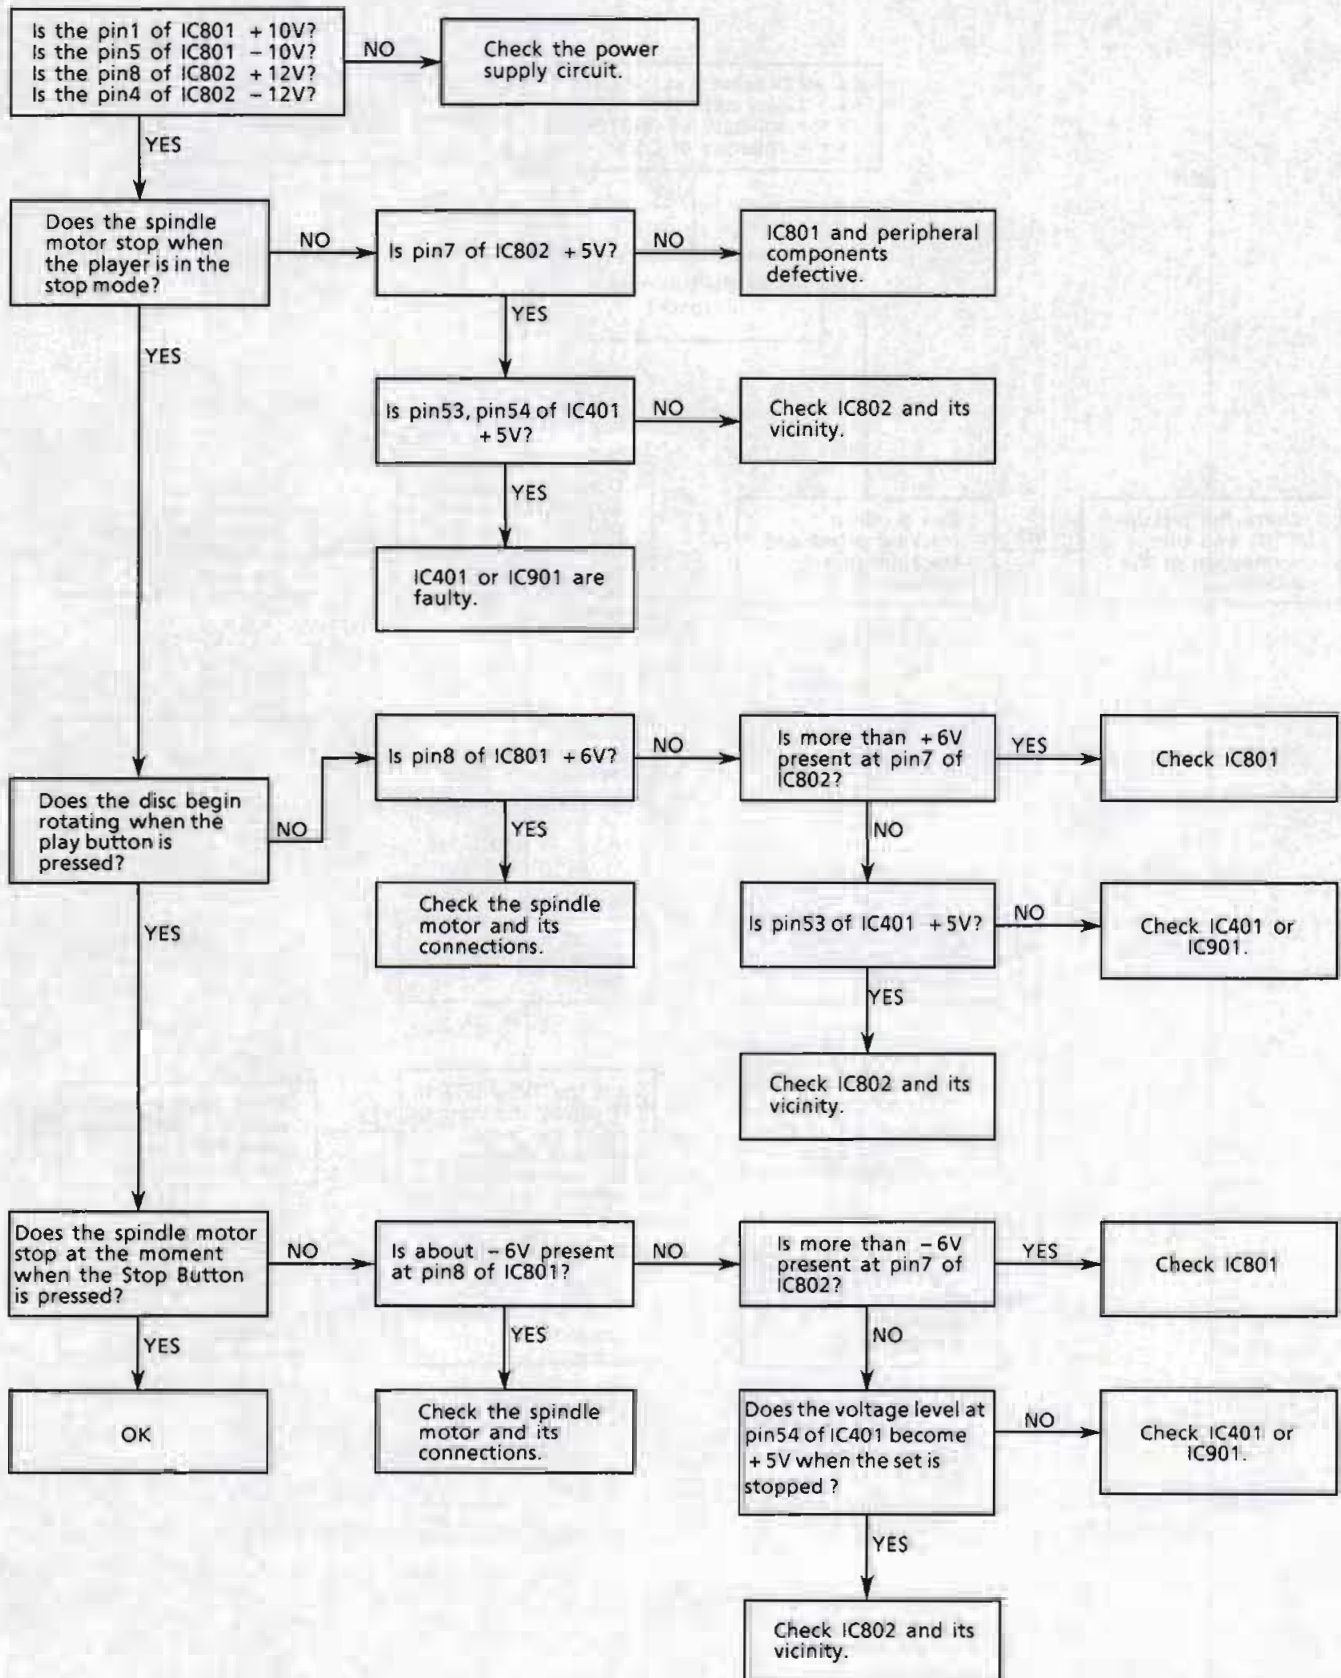 Is the pin1 of IC801 + 10V?
Is the pin5 of IC801 – 10V?
Is the pin8 of IC802 + 12V?
Is the pin4 of IC802 – 12V?
NO
Check the power
supply circuit.
YES
Does the spindle
motor stop when
the player is in the
stop mode?
NO
Is pin7 of IC802 + 5V?
NO
IC801 and peripheral
components
defective.
YES
YES
Is pin53, pin54 of IC401
+ 5V?
NO
Check IC802 and its
vicinity.
YES
IC401 or IC901 are
faulty.
Is pin8 of IC801 + 6V?
NO
Is more than + 6V
present at pin7 of
IC802?
YES
Check IC801
Does the disc begin
rotating when the
play button is
pressed?
NO
YES
NO
Check the spindle
motor and its
connections.
Is pin53 of IC401 + 5V?
NO
Check IC401 or
IC901.
YES
YES
Check IC802 and its
vicinity.
Does the spindle motor
stop at the moment
when the Stop Button
is pressed?
NO
Is about – 6V present
at pin8 of IC801?
NO
Is more than – 6V
present at pin7 of
IC802?
YES
Check IC801
YES
YES
NO
OK
Check the spindle
motor and its
connections.
Does the voltage level at
pin54 of IC401 become
+ 5V when the set is
stopped ?
NO
Check IC401 or
IC901.
YES
Check IC802 and its
vicinity.